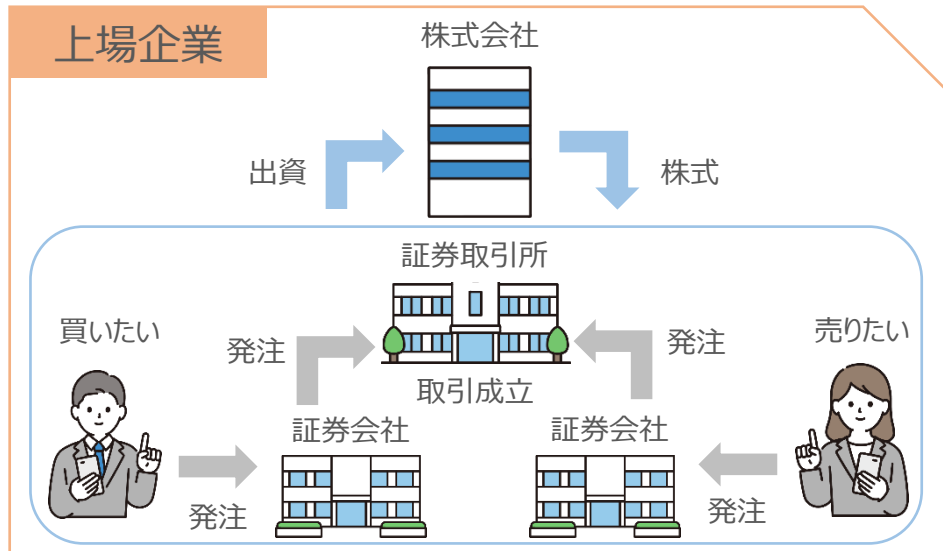 上場企業
株式会社
出資
株式
証券取引所
買いたい
売りたい
発注
発注
取引成立
証券会社
証券会社
発注
発注